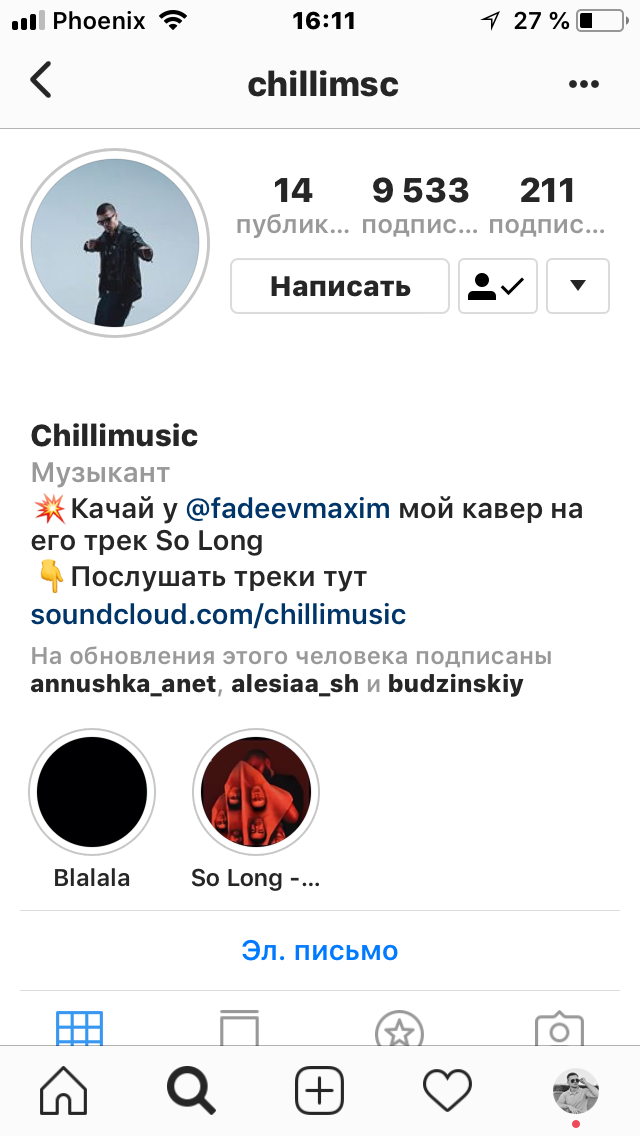 Phoenix 16:11 27 %
chillimsc
14 9 533 211
публик... подпис... подпис...
Написать
Chillimusic
Музыкант
💥Качай у @fadeevmaxim мой кавер на
его трек So Long
👇Послушать треки тут
soundcloud.com/chillimusic
На обновления этого человека подписаны
annushka_anet, alesiaa_sh и budzinskiy
Blalala So Long -...
Эл. письмо